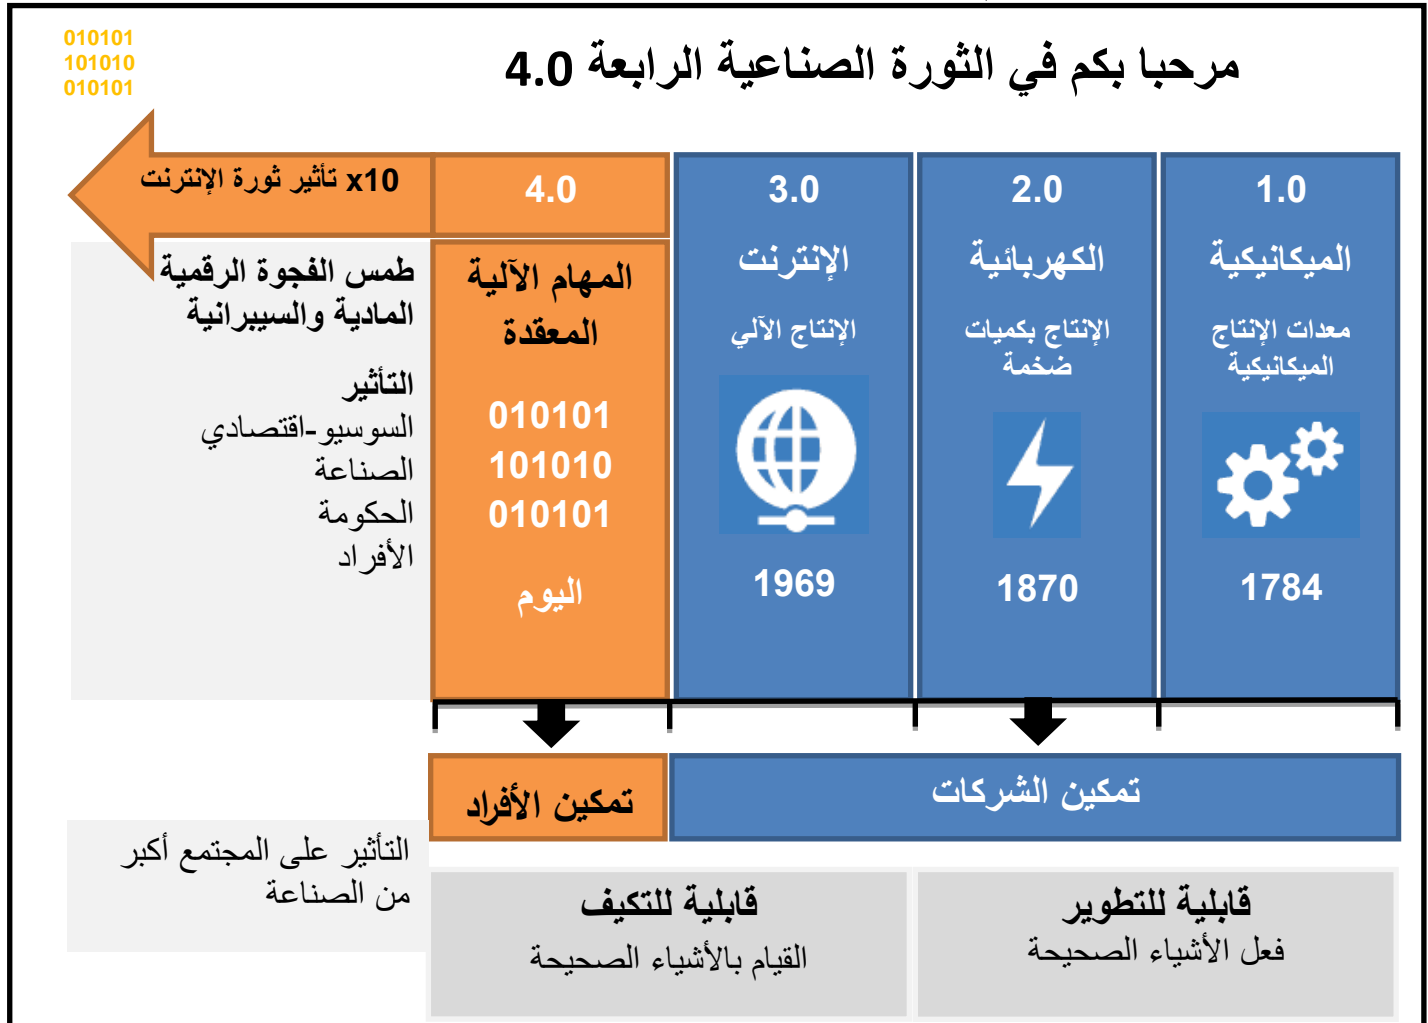 010101
101010
010101
مرحبا بكم في الثورة الصناعية الرابعة 4.0
1.0
الميكانيكية
معدات الإنتاج
الميكانيكية
1784
2.0
الكهربائية
الإنتاج بكميات
ضخمة
1870
3.0
الإنترنت
الإنتاج الآلي
1969
4.0
المهام الآلية
المعقدة
010101
101010
010101
اليوم
x10 تأثير ثورة الإنترنت
طمس الفجوة الرقمية
المادية والسيبرانية
التأثير
السوسيو-اقتصادي
الصناعة
الحكومة
الأفراد
تمكين الشركات
تمكين الأفراد
التأثير على المجتمع أكبر
من الصناعة
قابلية للتطوير
فعل الأشياء الصحيحة
قابلية للتكيف
القيام بالأشياء الصحيحة